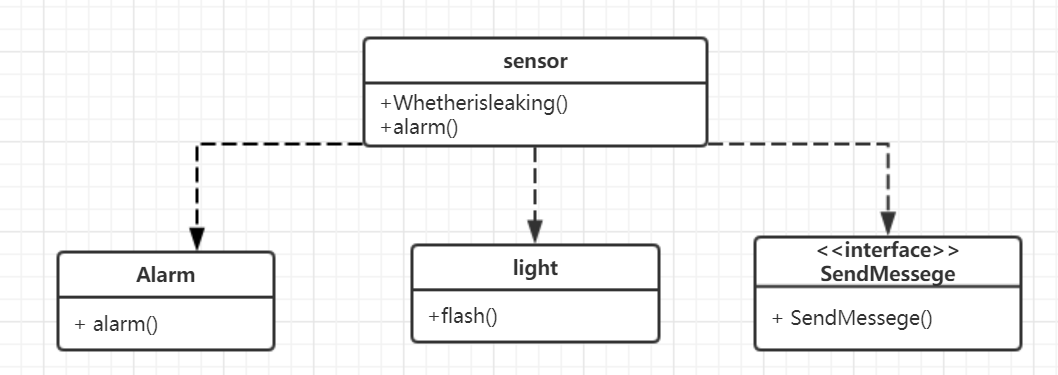 sensor
+Whetherisleaking()
+alarm()
Alarm
+ alarm()
light
+flash()
<<interface>>
SendMessege
+ SendMessege()